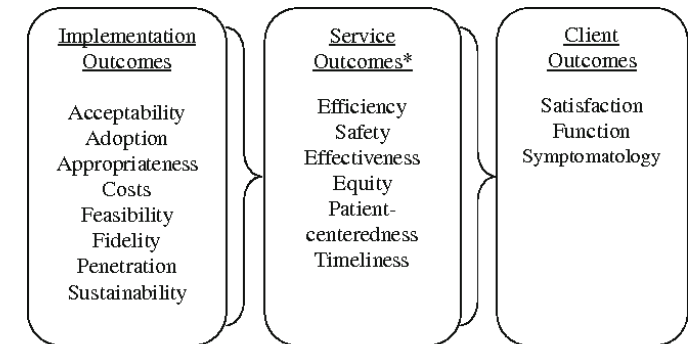 Implementation
Outcomes
Acceptability
Adoption
Appropriateness
Costs
Feasibility
Fidelity
Penetration
Sustainability
Service
Outcomes*
Efficiency
Safety
Effectiveness
Equity
Patient-
centeredness
Timeliness
Client
Outcomes
Satisfaction
Function
Symptomatology